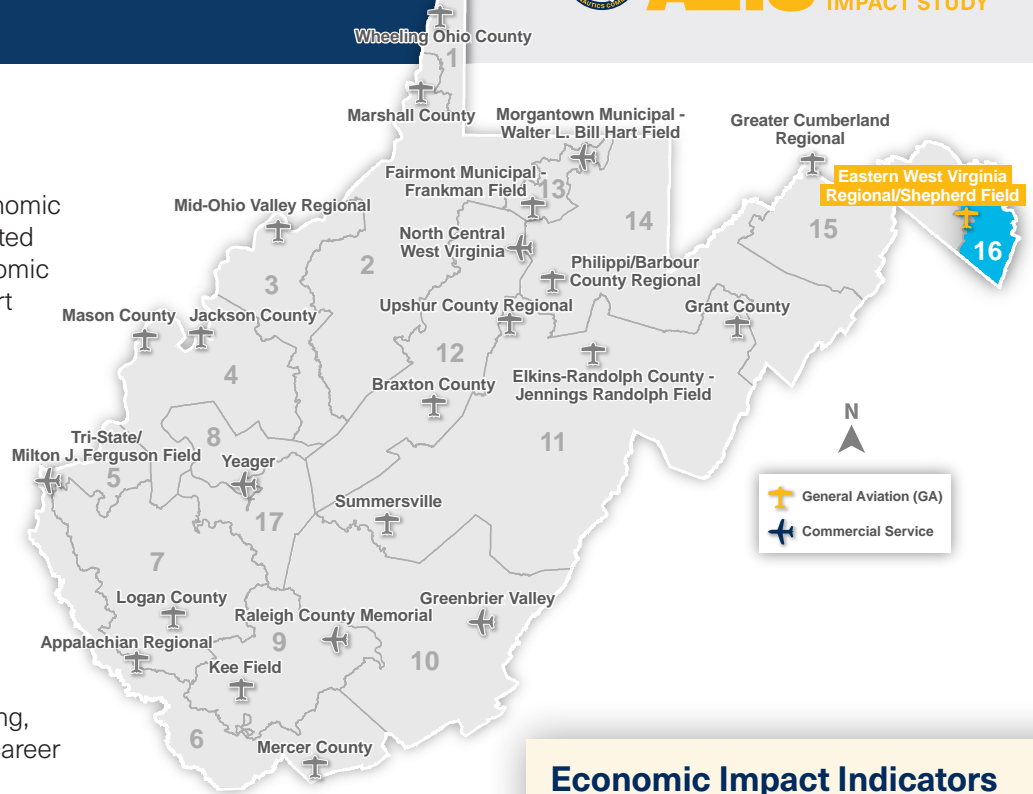 IMPACT STUDY
Wheeling Ohio County
1
Marshall County
Morgantown Municipal -
Walter L. Bill Hart Field
Greater Cumberland
Regional
Fairmont Municipal -
Frankman Field
13
Eastern West Virginia
Regional/Shepherd Field
nomic
Mid-Ohio Valley Regional
ted
14
15
North Central
West Virginia
16
omic
2
Philippi/Barbour
County Regional
3
rt
Mason County
Jackson County
Upshur County Regional
Grant County
12
4
Braxton County
Elkins-Randolph County -
Jennings Randolph Field
N
8
11
Tri-State/
Milton J. Ferguson Field
Yeager
5
General Aviation (GA)
Summersville
17
Commercial Service
7
Logan County
Greenbrier Valley
Raleigh County Memorial
Appalachian Regional
9
10
Kee Field
ng,
6
Mercer County
areer
Economic Impact Indicators